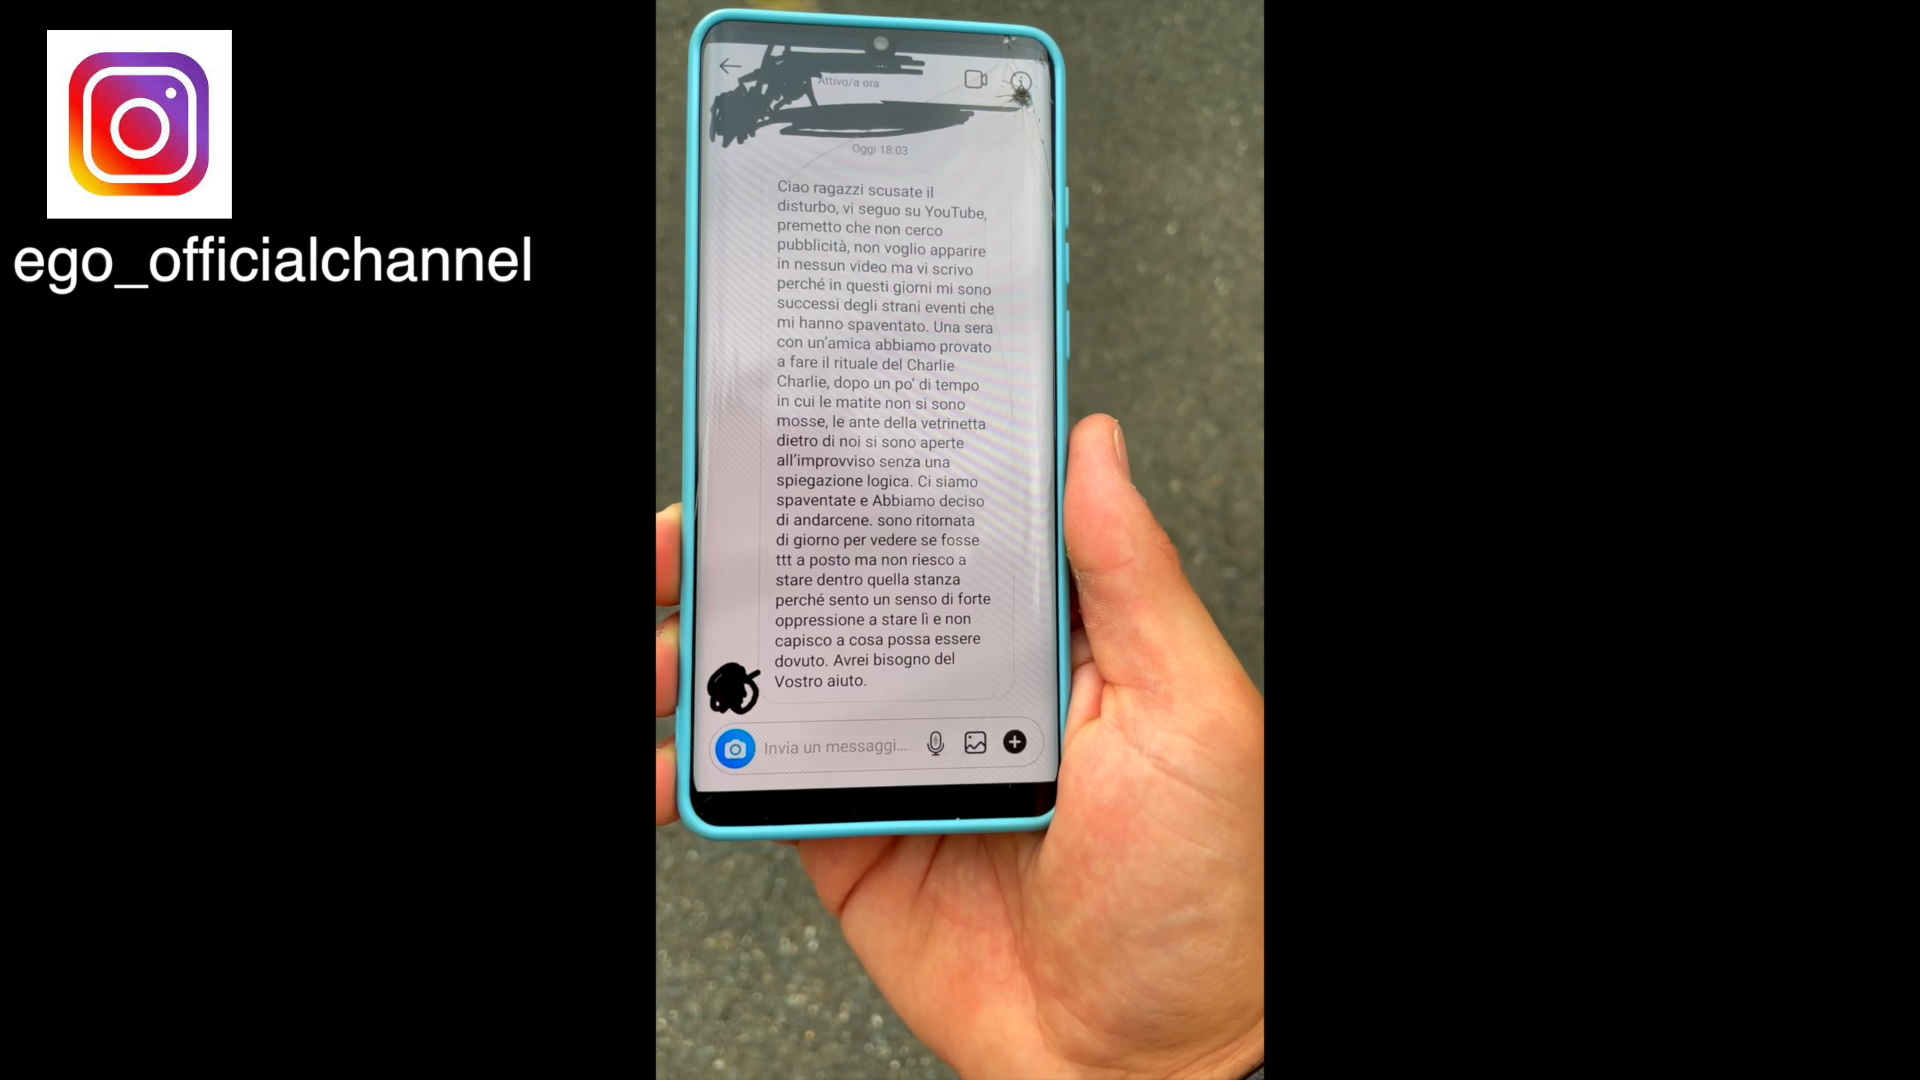 ego_officialchannel
Attivo/a ora
Oggi 18:03
Ciao ragazzi scusate il
disturbo, vi seguo su YouTube,
premetto che non cerco
pubblicità, non voglio apparire
in nessun video ma vi scrivo
perché in questi giorni mi sono
successi degli strani eventi che
mi hanno spaventato. Una sera
con un'amica abbiamo provato
a fare il rituale del Charlie
Charlie, dopo un po' di tempo
in cui le matite non si sono
mosse, le ante della vetrinetta
dietro di noi si sono aperte
all'improvviso senza una
spiegazione logica. Ci siamo
spaventate e Abbiamo deciso
di andarcene. sono ritornata
di giorno per vedere se fosse
ttt a posto ma non riesco a
stare dentro quella stanza
perché sento un senso di forte
oppressione a stare lì e non
capisco a cosa possa essere
dovuto. Avrei bisogno del
Vostro aiuto.
Invia un messaggi...